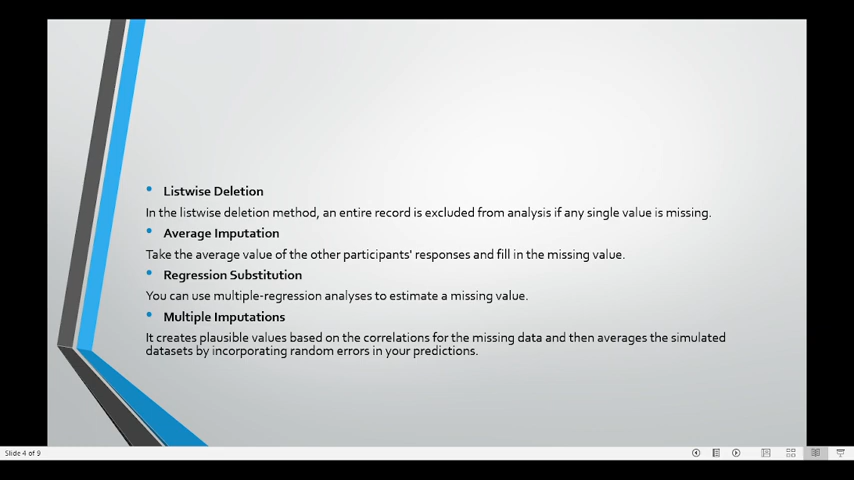 • Listwise Deletion
In the listwise deletion method, an entire record is excluded from analysis if any single value is missing.
• Average Imputation
Take the average value of the other participants' responses and fill in the missing value.
• Regression Substitution
You can use multiple-regression analyses to estimate a missing value.
• Multiple Imputations
It creates plausible values based on the correlations for the missing data and then averages the simulated
datasets by incorporating random errors in your predictions.
Slide 4 of 9